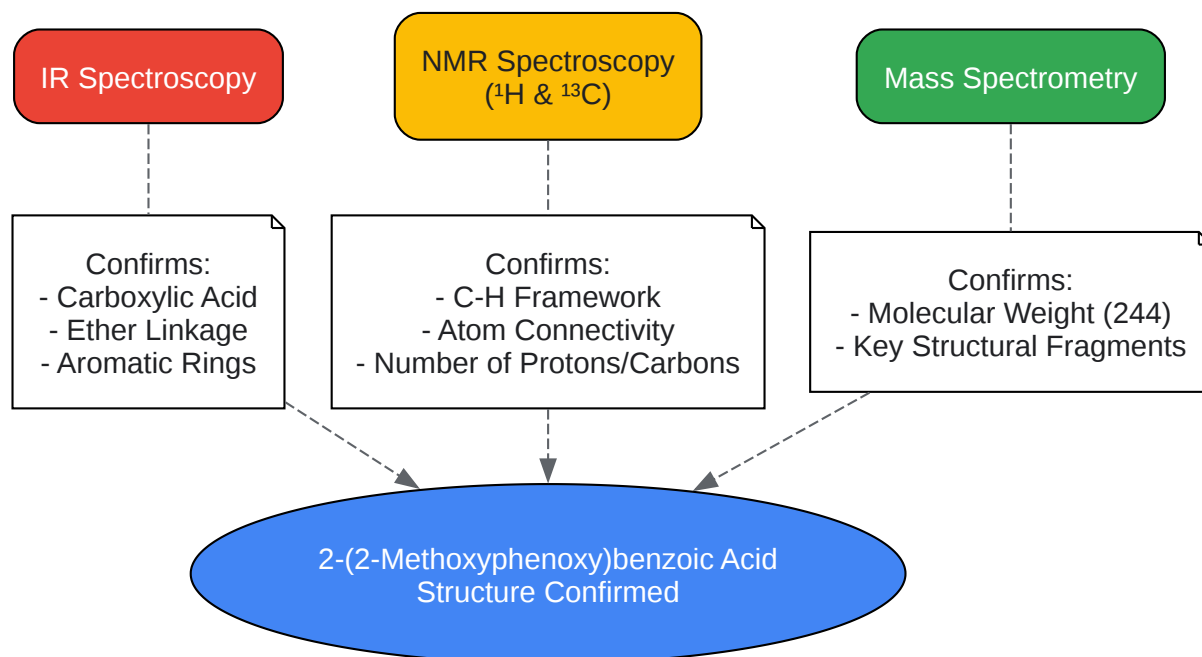 IR Spectroscopy
NMR Spectroscopy
(¹H & ¹³C)
Mass Spectrometry
Confirms:
- Carboxylic Acid
- Ether Linkage
- Aromatic Rings
Confirms:
- C-H Framework
- Atom Connectivity
- Number of Protons/Carbons
Confirms:
- Molecular Weight (244)
- Key Structural Fragments
2-(2-Methoxyphenoxy)benzoic Acid
Structure Confirmed